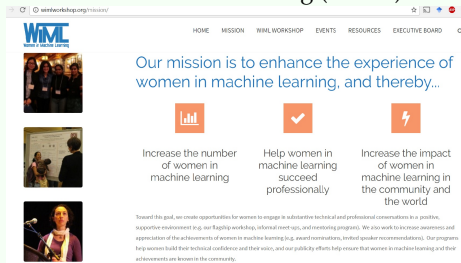 wimlworkshop.org/mission/
WiML
Women in Machine Learning
HOME MISSION WIML WORKSHOP EVENTS RESOURCES EXECUTIVE BOARD
Our mission is to enhance the experience of
women in machine learning, and thereby...
Increase the number
of women in
machine learning
Help women in
machine learning
succeed
professionally
Increase the impact
of women in
machine learning in
the community and
the world
Toward this goal, we create opportunities for women to engage in substantive technical and professional conversations in a positive,
supportive environment (e.g. our flagship workshop, informal meet-ups, and mentoring program). We also work to increase awareness and
appreciation of the achievements of women in machine learning (e.g. award nominations, invited speaker recommendations). Our programs
help women build their technical confidence and their voice, and our publicity efforts help ensure that women in machine learning and their
achievements are known in the community.